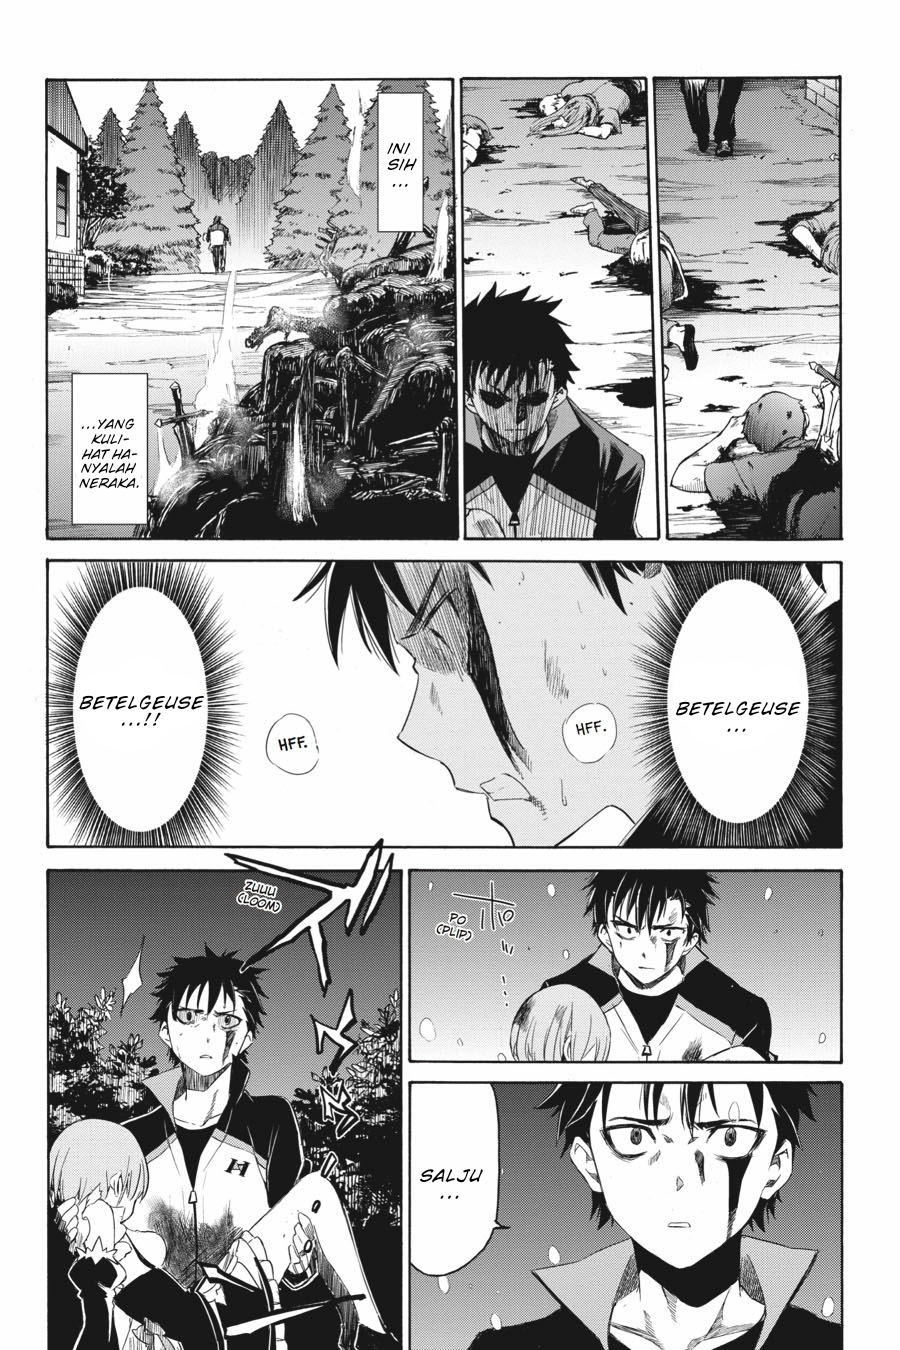 INI
SIH
...
...YANG
KULI-
HAT HA-
NYALAH
NERAKA.
BETELGEUSE
...
HFF.
HFF.
BETELGEUSE
...!!
PO
(PLIP)
ZUUU
(LOOM)
SALJU
...